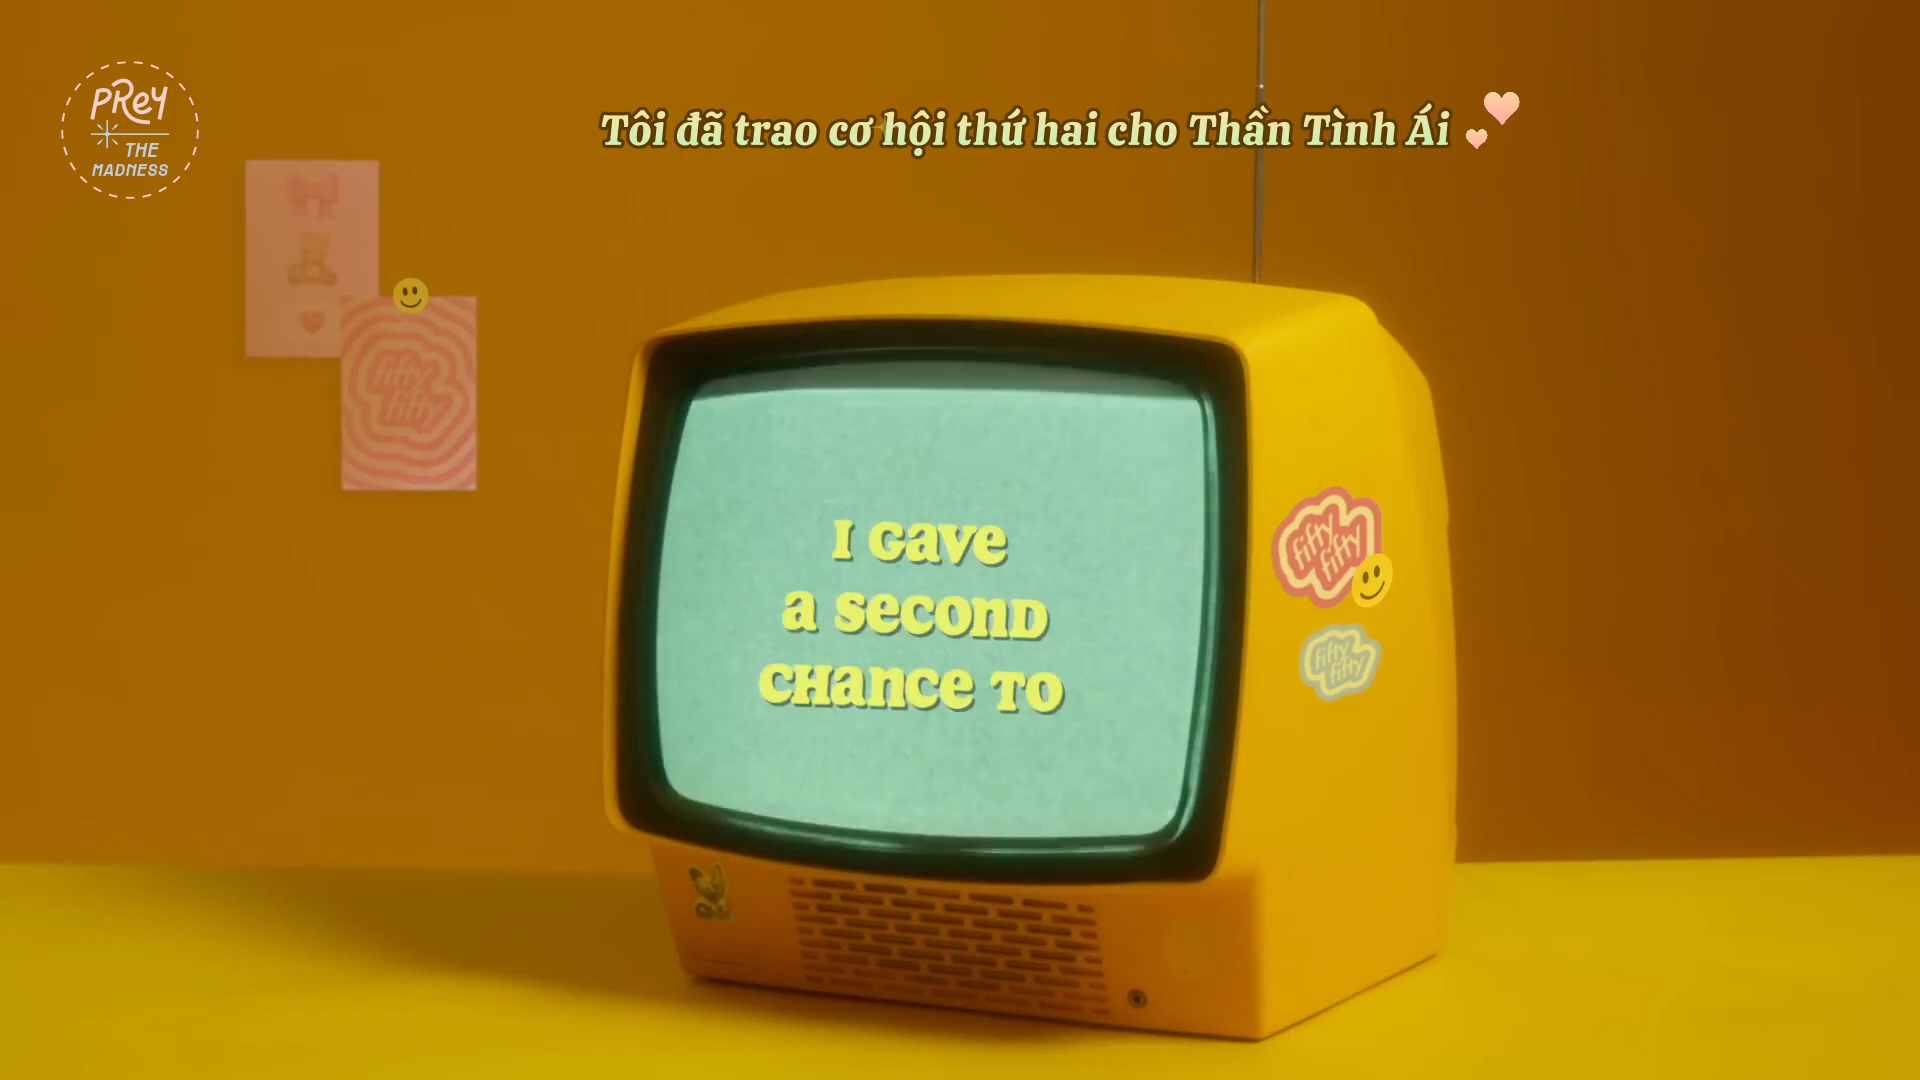 PReY
THE
MADNESS
Tôi đã trao cơ hội thứ hai cho Thần Tình Ái
fifty
fifty
I Gave
a second
chance to
fifty
fifty
fifty
fifty